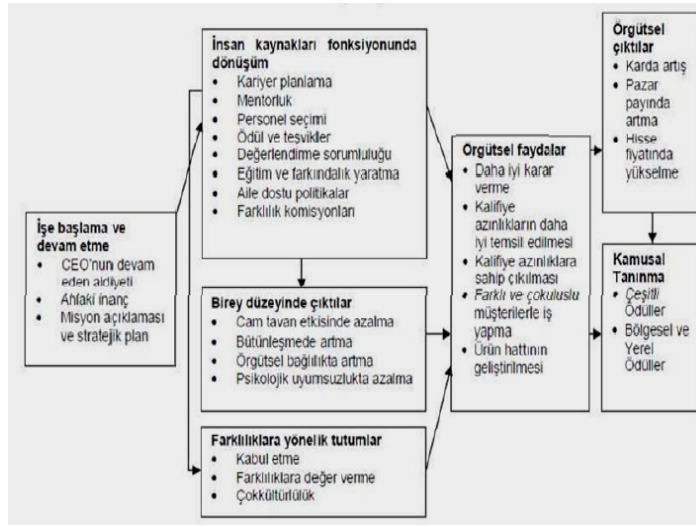 İşe başlama ve
devam etme
• CEO'nun devam
eden aidiyeti
• Ahlaki inanç
• Misyon açıklaması
ve stratejik plan
İnsan kaynakları fonksiyonunda
dönüşüm
• Kariyer planlama
• Mentorluk
• Personel seçimi
• Ödül ve teşvikler
• Değerlendirme sorumluluğu
• Eğitim ve farkındalık yaratma
• Aile dostu politikalar
• Farklılık komisyonları
Birey düzeyinde çıktılar
• Cam tavan etkisinde azalma
• Bütünleşmede artma
• Örgütsel bağlılıkta artma
• Psikolojik uyumsuzlukta azalma
Farklılıklara yönelik tutumlar
• Kabul etme
• Farklılıklara değer verme
• Çokkültürlülük
Örgütsel faydalar
• Daha iyi karar
verme
• Kalifiye
azınlıkların daha
iyi temsil edilmesi
• Kalifiye azınlıklara
sahip çıkılması
• Farklı ve çokuluslu
müşterilerle iş
yapma
• Ürün hattının
geliştirilmesi
Örgütsel
çıktılar
• Karda artış
• Pazar
payında
artma
• Hisse
fiyatında
yükselme
Kamusal
Tanınma
• Çeşitli
Ödüller
• Bölgesel ve
Yerel
Ödüller